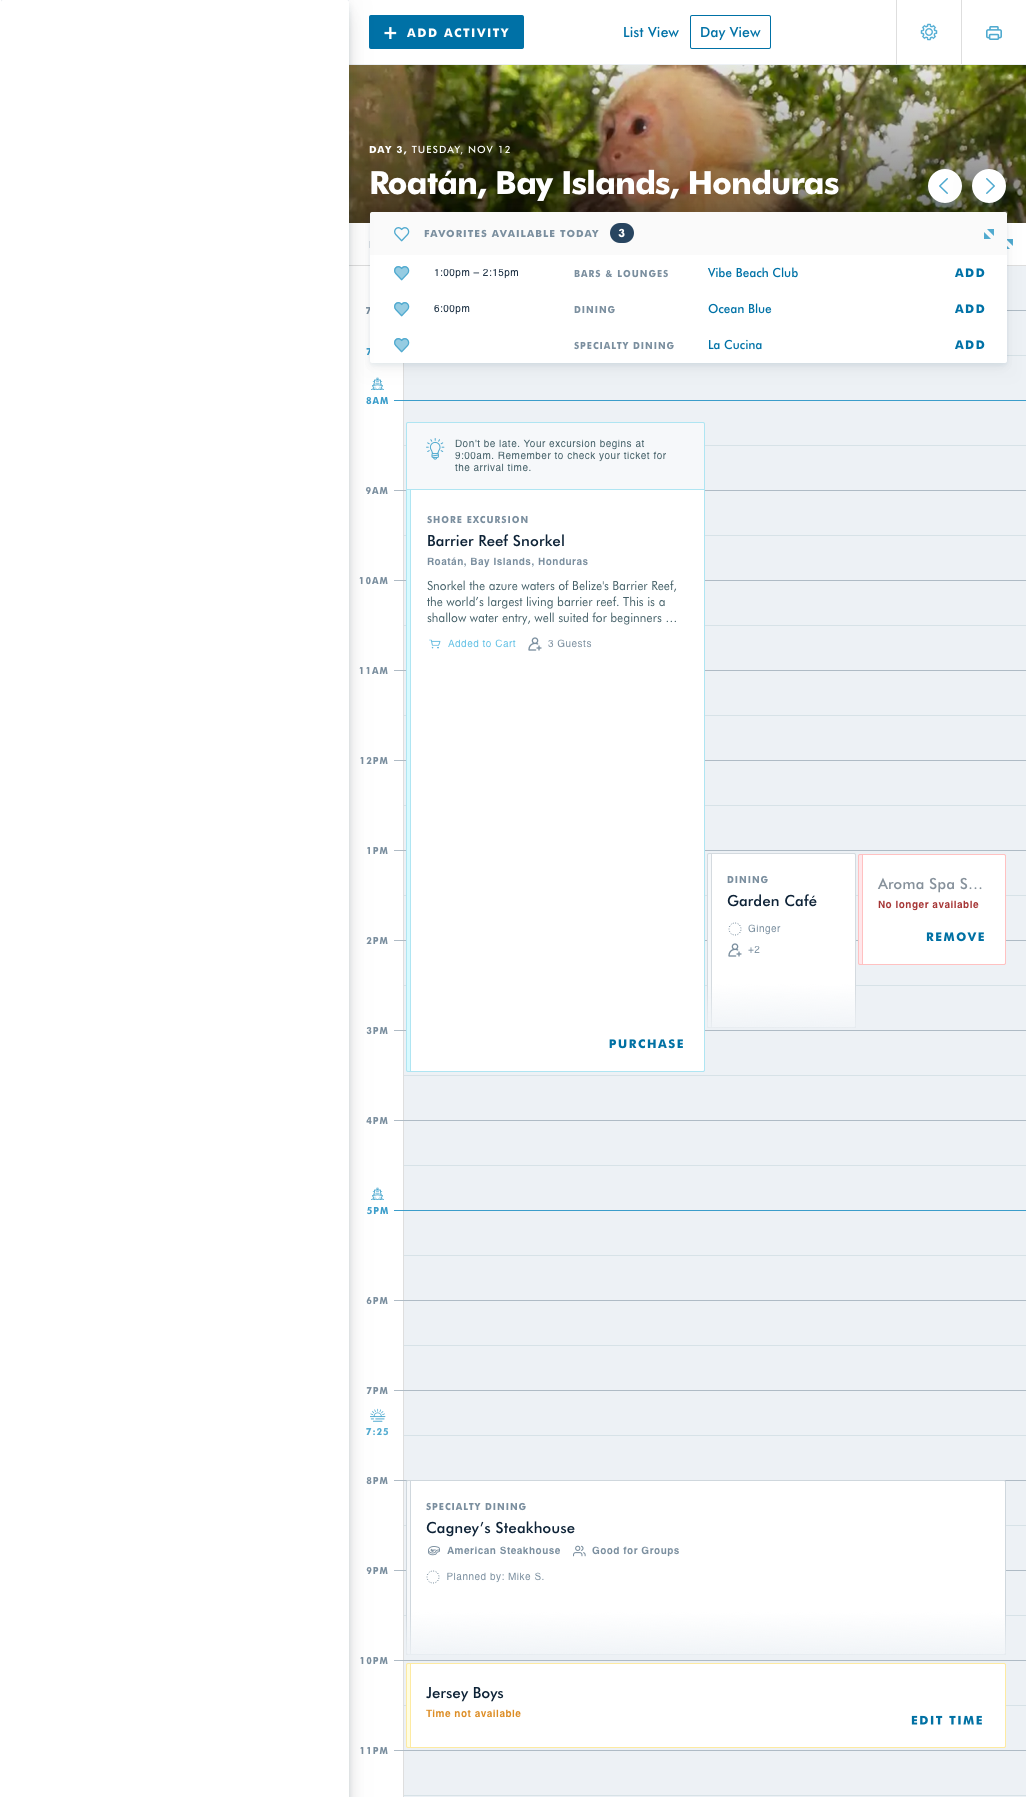 ADD ACTIVITY
List View
Day View
DAY 3, TUESDAY, NOV 12
Roatán, Bay Islands, Honduras
FAVORITES AVAILABLE TODAY 3
1:00pm – 2:15pm BARS & LOUNGES Vibe Beach Club ADD
6:00pm DINING Ocean Blue ADD
SPECIALTY DINING La Cucina ADD
8AM
Don't be late. Your excursion begins at
9:00am. Remember to check your ticket for
the arrival time.
9AM
SHORE EXCURSION
Barrier Reef Snorkel
Roatán, Bay Islands, Honduras
10AM
Snorkel the azure waters of Belize's Barrier Reef,
the world's largest living barrier reef. This is a
shallow water entry, well suited for beginners ...
Added to Cart 3 Guests
11AM
12PM
1PM
DINING
Garden Café
Ginger
+2
Aroma Spa S...
No longer available
REMOVE
2PM
3PM
PURCHASE
4PM
5PM
6PM
7PM
7:25
8PM
SPECIALTY DINING
Cagney's Steakhouse
American Steakhouse Good for Groups
9PM
Planned by: Mike S.
10PM
Jersey Boys
Time not available
EDIT TIME
11PM